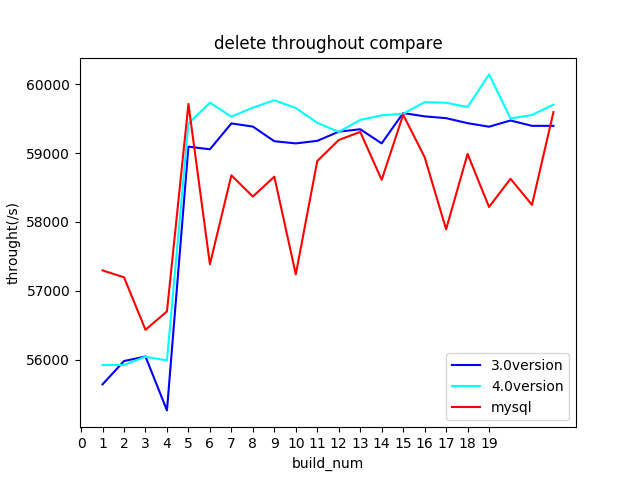 delete throughout compare
throught(/s)
60000
59000
58000
57000
56000
0 1 2 3 4 5 6 7 8 9 10 11 12 13 14 15 16 17 18 19
build_num
3.0version
4.0version
mysql